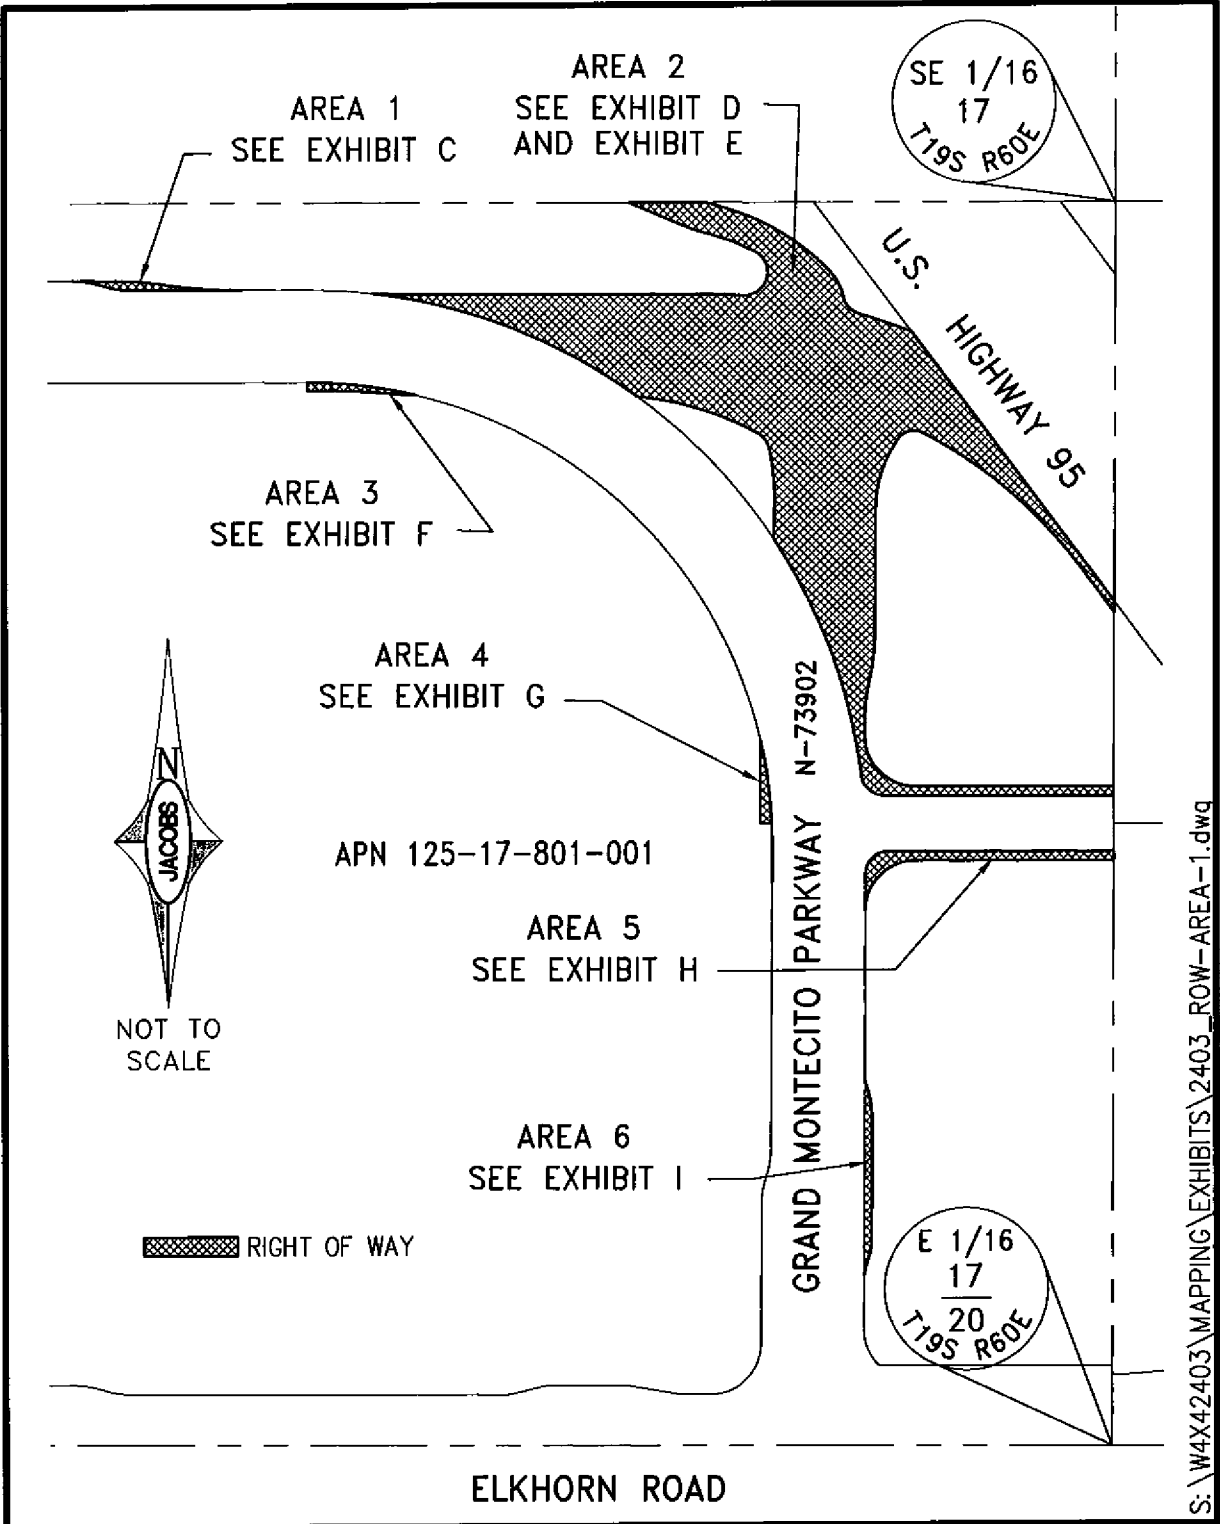 AREA 1
SEE EXHIBIT C
AREA 2
SEE EXHIBIT D
AND EXHIBIT E
SE 1/16
17
T19S R60E
U.S. HIGHWAY 95
AREA 3
SEE EXHIBIT F
AREA 4
SEE EXHIBIT G
N
JACOBS
NOT TO
SCALE
APN 125-17-801-001
AREA 5
SEE EXHIBIT H
GRAND MONTECITO PARKWAY N-73902
AREA 6
SEE EXHIBIT I
RIGHT OF WAY
E 1/16
17
20
T19S R60E
ELKHORN ROAD
S:\W4X42403\MAPPING\EXHIBITS\2403_ROW-AREA-1.dwg